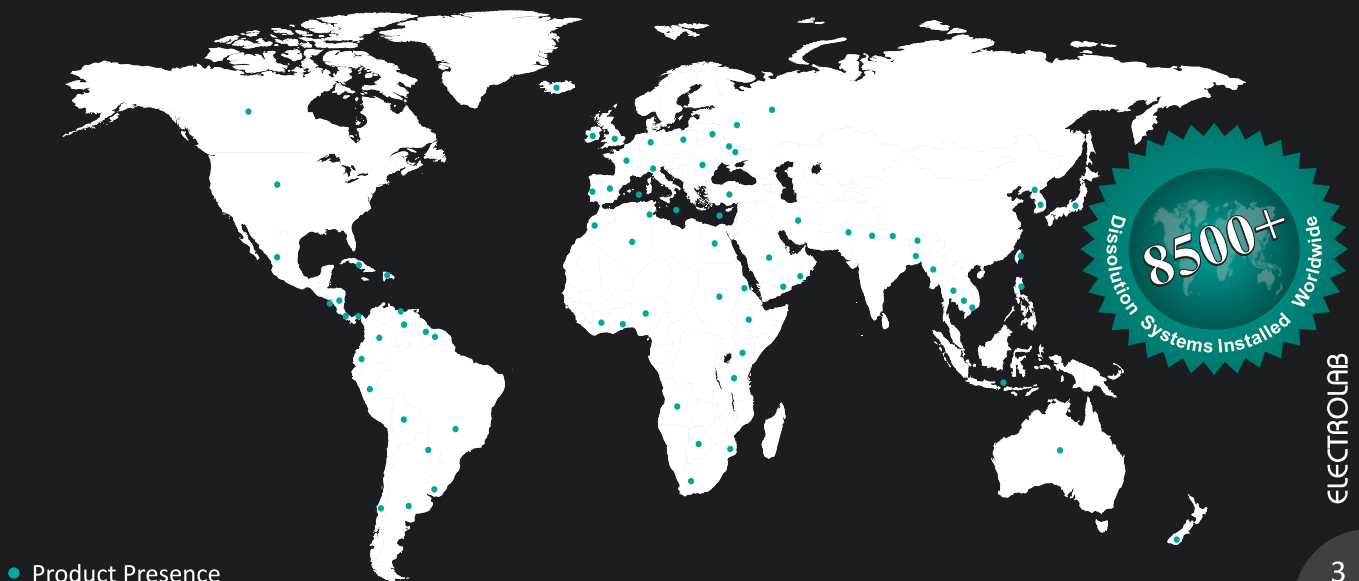 8500+
Dissolution Systems Installed Worldwide
ELECTROLAB
Product Presence
3